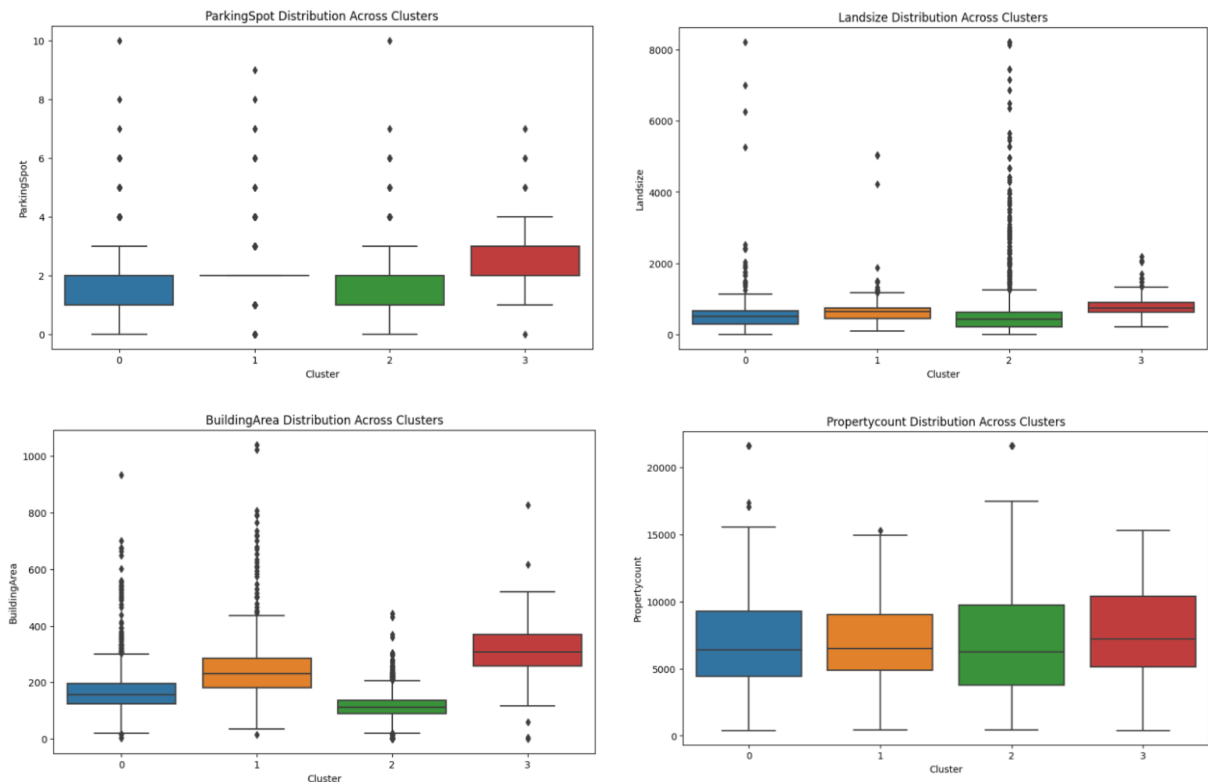 ParkingSpot Distribution Across Clusters
10
8
6
4
2
0
ParkingSpot
0 1 2 3
Cluster
Landsize Distribution Across Clusters
8000
6000
4000
2000
0
Landsize
0 1 2 3
Cluster
BuildingArea Distribution Across Clusters
1000
800
600
400
200
0
BuildingArea
0 1 2 3
Cluster
Propertycount Distribution Across Clusters
20000
15000
10000
5000
0
Propertycount
0 1 2 3
Cluster